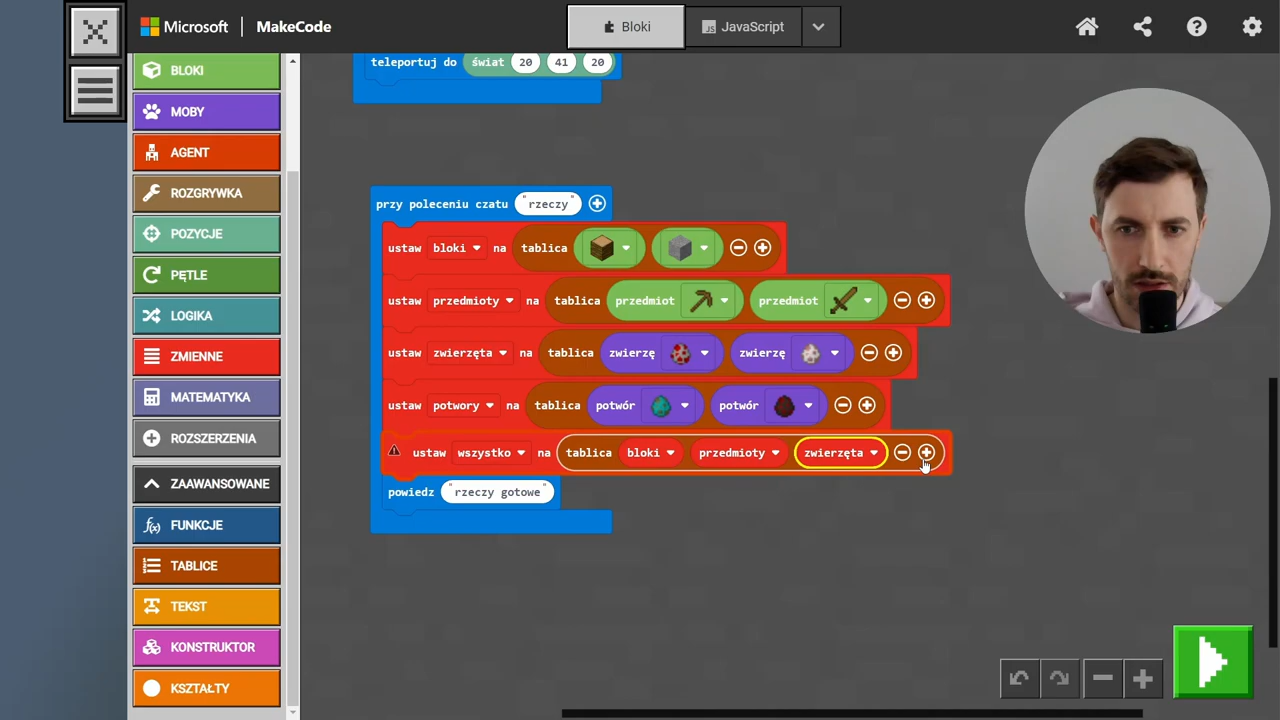 Microsoft | MakeCode
Bloki
JavaScript
BLOKI
MOBY
AGENT
ROZGRYWKA
POZYCJE
PĘTLE
LOGIKA
ZMIENNE
MATEMATYKA
ROZSZERZENIA
ZAAWANSOWANE
FUNKCJE
TABLICE
TEKST
KONSTRUKTOR
KSZTAŁTY
teleportuj do świat 20 41 20
przy poleceniu czatu "rzeczy"
ustaw bloki na tablica
ustaw przedmioty na tablica przedmiot przedmiot
ustaw zwierzęta na tablica zwierzę zwierzę
ustaw potwory na tablica potwór potwór
ustaw wszystko na tablica bloki przedmioty zwierzęta
powiedz "rzeczy gotowe"